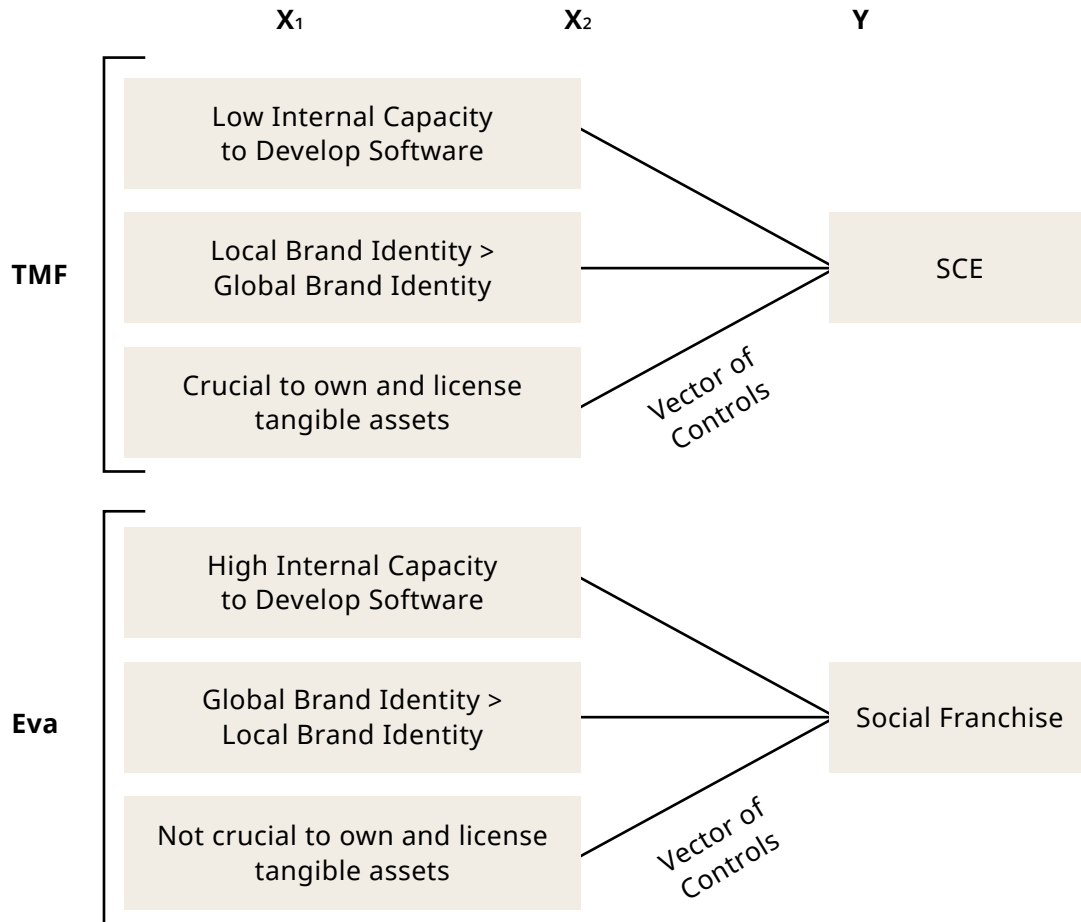 X1 X2 Y
Low Internal Capacity
to Develop Software
Local Brand Identity >
Global Brand Identity
TMF
SCE
Crucial to own and license
tangible assets
Vector of
Controls
High Internal Capacity
to Develop Software
Global Brand Identity >
Local Brand Identity
Eva
Social Franchise
Not crucial to own and license
tangible assets
Vector of
Controls